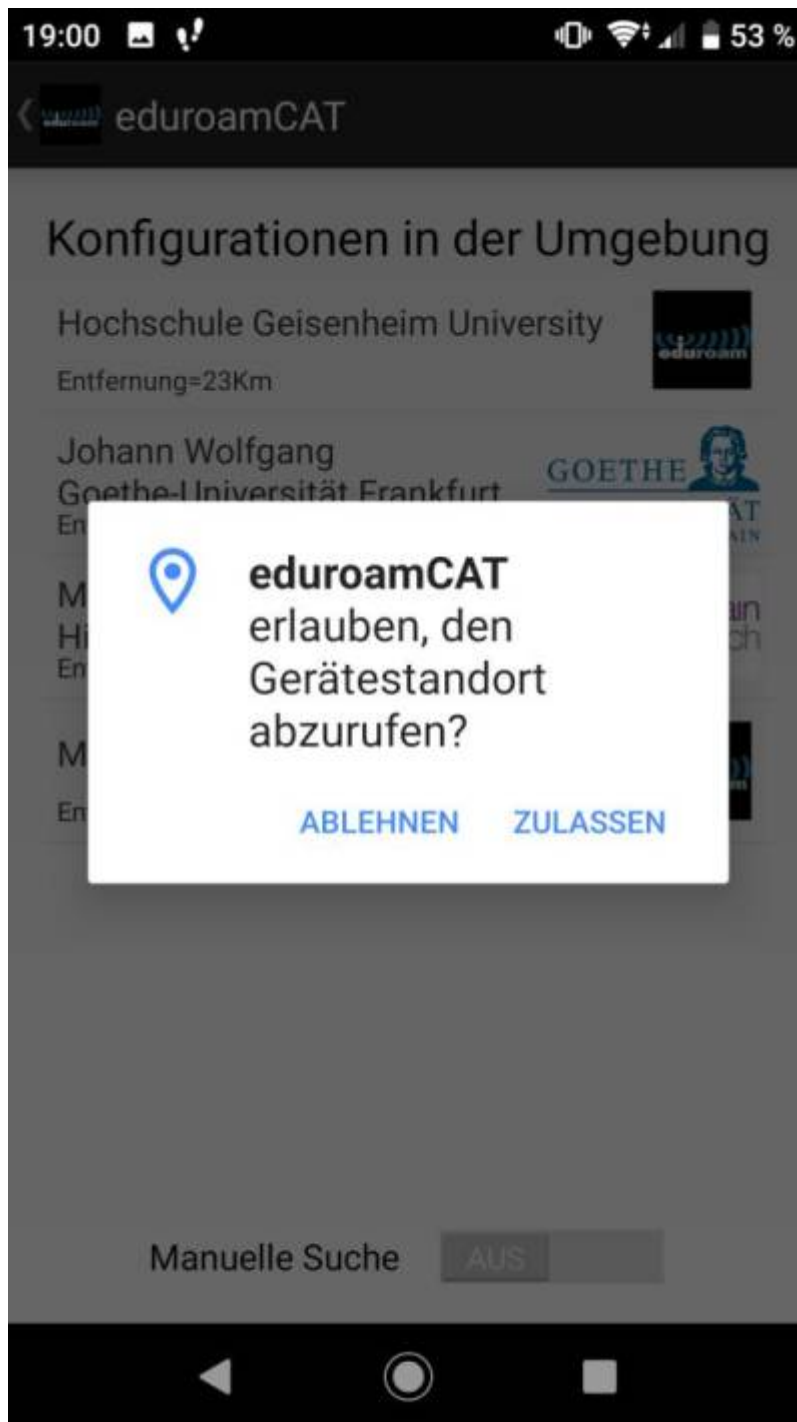 19:00
53 %
eduroamCAT
Konfigurationen in der Umgebung
Hochschule Geisenheim University
eduroam
Entfernung=23Km
Johann Wolfgang
GOETHE
Goethe-Universität Frankfurt
eduroamCAT
erlauben, den
Gerätestandort
abzurufen?
ABLEHNEN ZULASSEN
Manuelle Suche AUS